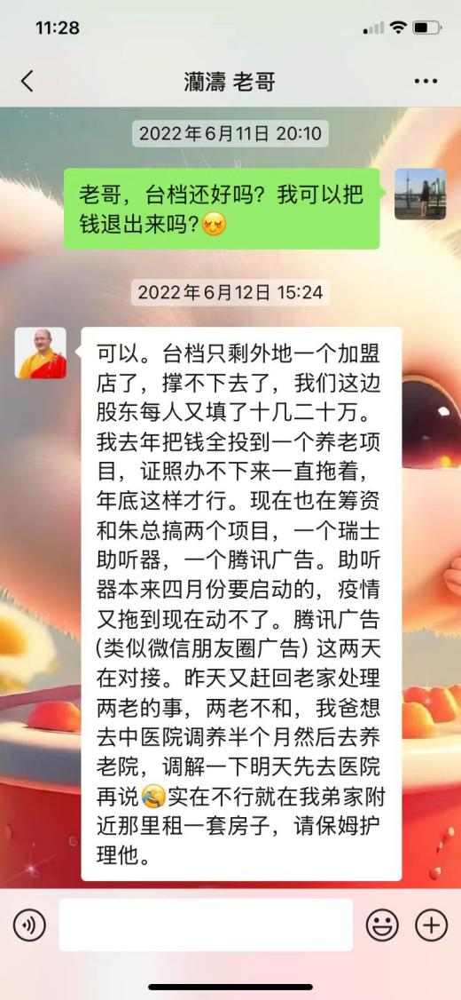 11:28
灡濤 老哥
2022年6月11日 20:10
老哥，台档还好吗？我可以把
钱退出来吗？
2022年6月12日 15:24
可以。台档只剩外地一个加盟
店了，撑不下去了，我们这边
股东每人又填了十几二十万。
我去年把钱全投到一个养老项
目，证照办不下来一直拖着，
年底这样才行。现在也在筹资
和朱总搞两个项目，一个瑞士
助听器，一个腾讯广告。助听
器本来四月份要启动的，疫情
又拖到现在动不了。腾讯广告
(类似微信朋友圈广告) 这两天
在对接。昨天又赶回老家处理
两老的事，两老不和，我爸想
去中医院调养半个月然后去养
老院，调解一下明天先去医院
再说🤣实在不行就在我弟家附
近那里租一套房子，请保姆护
理他。